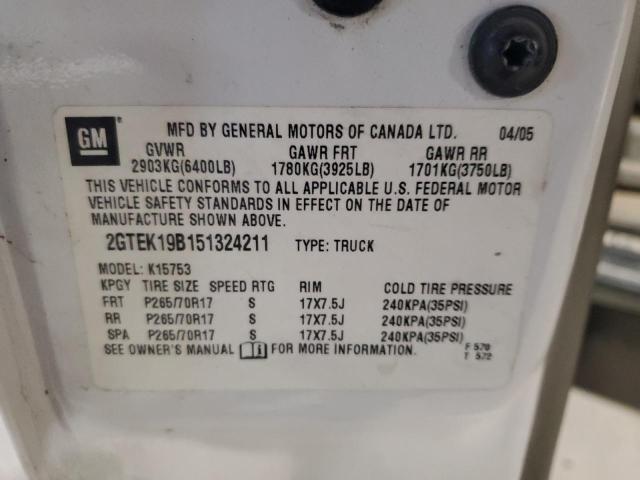 GM
MFD BY GENERAL MOTORS OF CANADA LTD. 04/05
GVWR GAWR FRT GAWR RR
2903KG(6400LB) 1780KG(3925LB) 1701KG(3750LB)
THIS VEHICLE CONFORMS TO ALL APPLICABLE U.S. FEDERAL MOTOR
VEHICLE SAFETY STANDARDS IN EFFECT ON THE DATE OF
MANUFACTURE SHOWN ABOVE.
2GTEK19B151324211 TYPE: TRUCK
MODEL: K15753
KPGY TIRE SIZE SPEED RTG RIM COLD TIRE PRESSURE
FRT P265/70R17 S 17X7.5J 240KPA(35PSI)
RR P265/70R17 S 17X7.5J 240KPA(35PSI)
SPA P265/70R17 S 17X7.5J 240KPA(35PSI)
SEE OWNER'S MANUAL FOR MORE INFORMATION. F 570
T 572